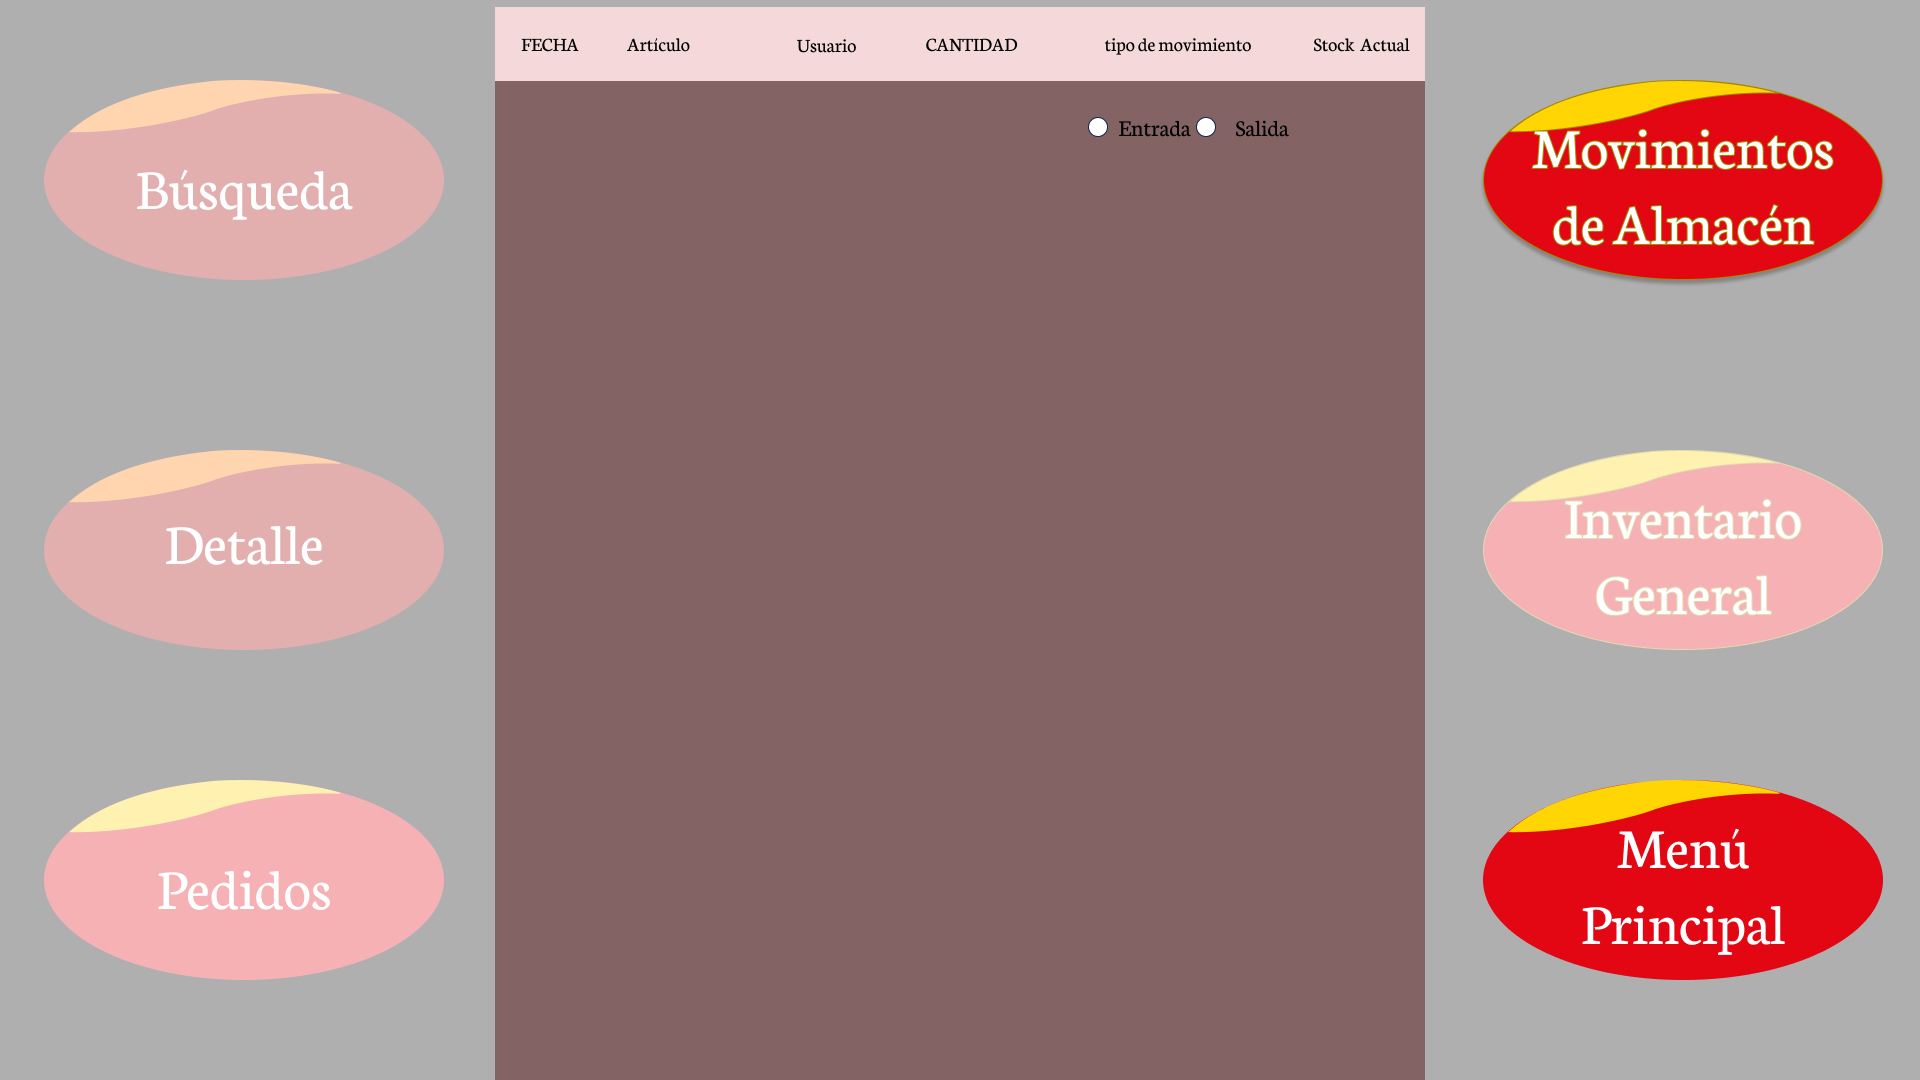 FECHA Artículo Usuario CANTIDAD tipo de movimiento Stock Actual
Entrada Salida
Búsqueda
Detalle
Pedidos
Movimientos
de Almacén
Inventario
General
Menú
Principal